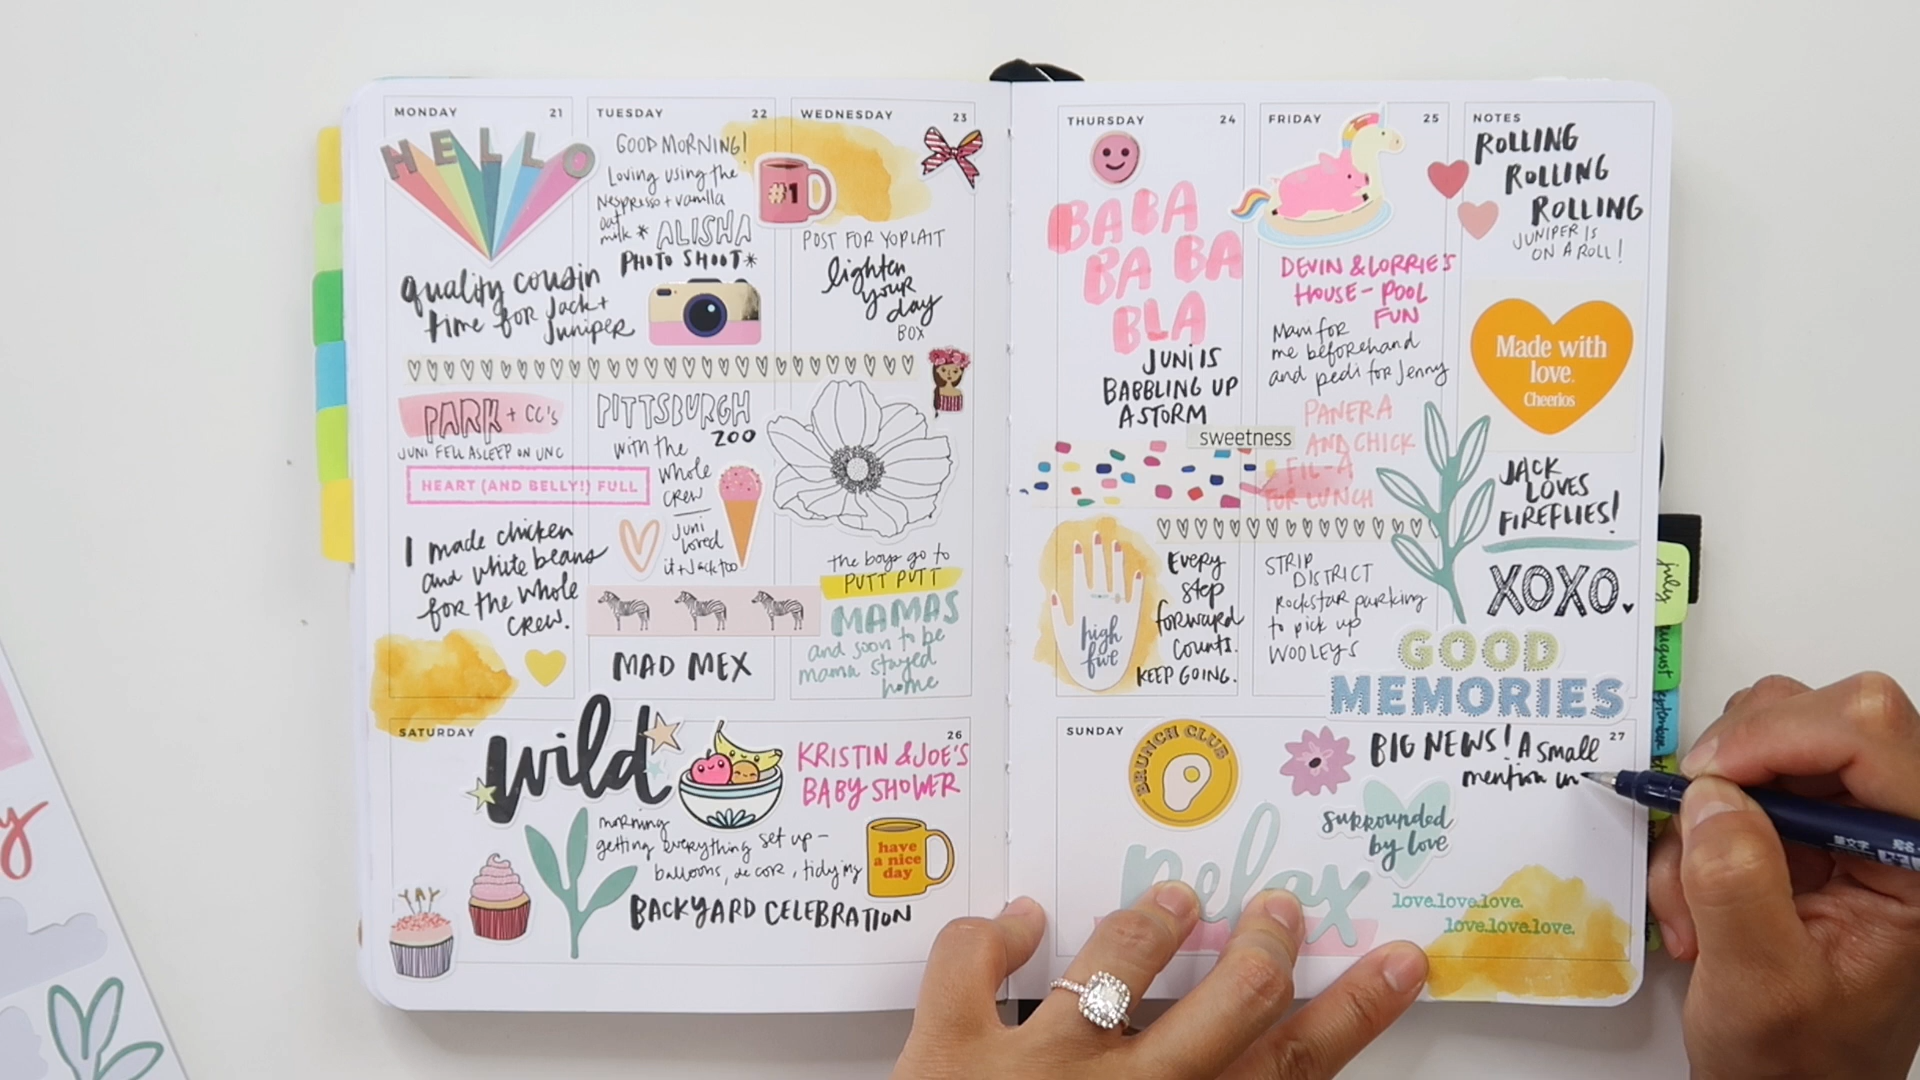 MONDAY 21
HELLO
quality cousin
time for Jack +
Juniper
PARK + CC's
JUNI FELL ASLEEP ON UNC
HEART (AND BELLY!) FULL
I made chicken
and white beans
for the whole
crew.
TUESDAY 22
GOOD MORNING!
Loving using the
Nespresso + vanilla
oat
milk * ALISHA
PHOTO SHOOT*
PITTSBURGH
ZOO
with the
whole
crew
Juni
loved
it + Jack too
MAD MEX
WEDNESDAY 23
#1
POST FOR YOPLAIT
lighten
your
day
BOX
the boys go to
PUTT PUTT
MAMAS
and soon to be
mama stayed
home
THURSDAY 24
BA BA
BA BA
BLA
JUNI IS
BABBLING UP
A STORM
sweetness
high
five
Every
step
forward
counts.
KEEP GOING.
FRIDAY 25
DEVIN & LORRIE'S
HOUSE - POOL
FUN
Mani for
me beforehand
and pedi for Jenny
PANERA
AND CHICK
FIL-A
FOR LUNCH
STRIP
DISTRICT
Rockstar parking
to pick up
WOOLEYS
NOTES
ROLLING
ROLLING
ROLLING
JUNIPER IS
ON A ROLL!
Made with
love.
Cheerios
JACK
LOVES
FIREFLIES!
XOXO.
GOOD
MEMORIES
SATURDAY 26
wild
KRISTIN & JOE'S
BABY SHOWER
morning
getting everything set up -
balloons, decore, tidying
have
a nice
day
BACKYARD CELEBRATION
SUNDAY 27
BRUNCH CLUB
BIG NEWS! A small
mention in
surrounded
by love
relax
love.love.love.
love.love.love.
july
august
september